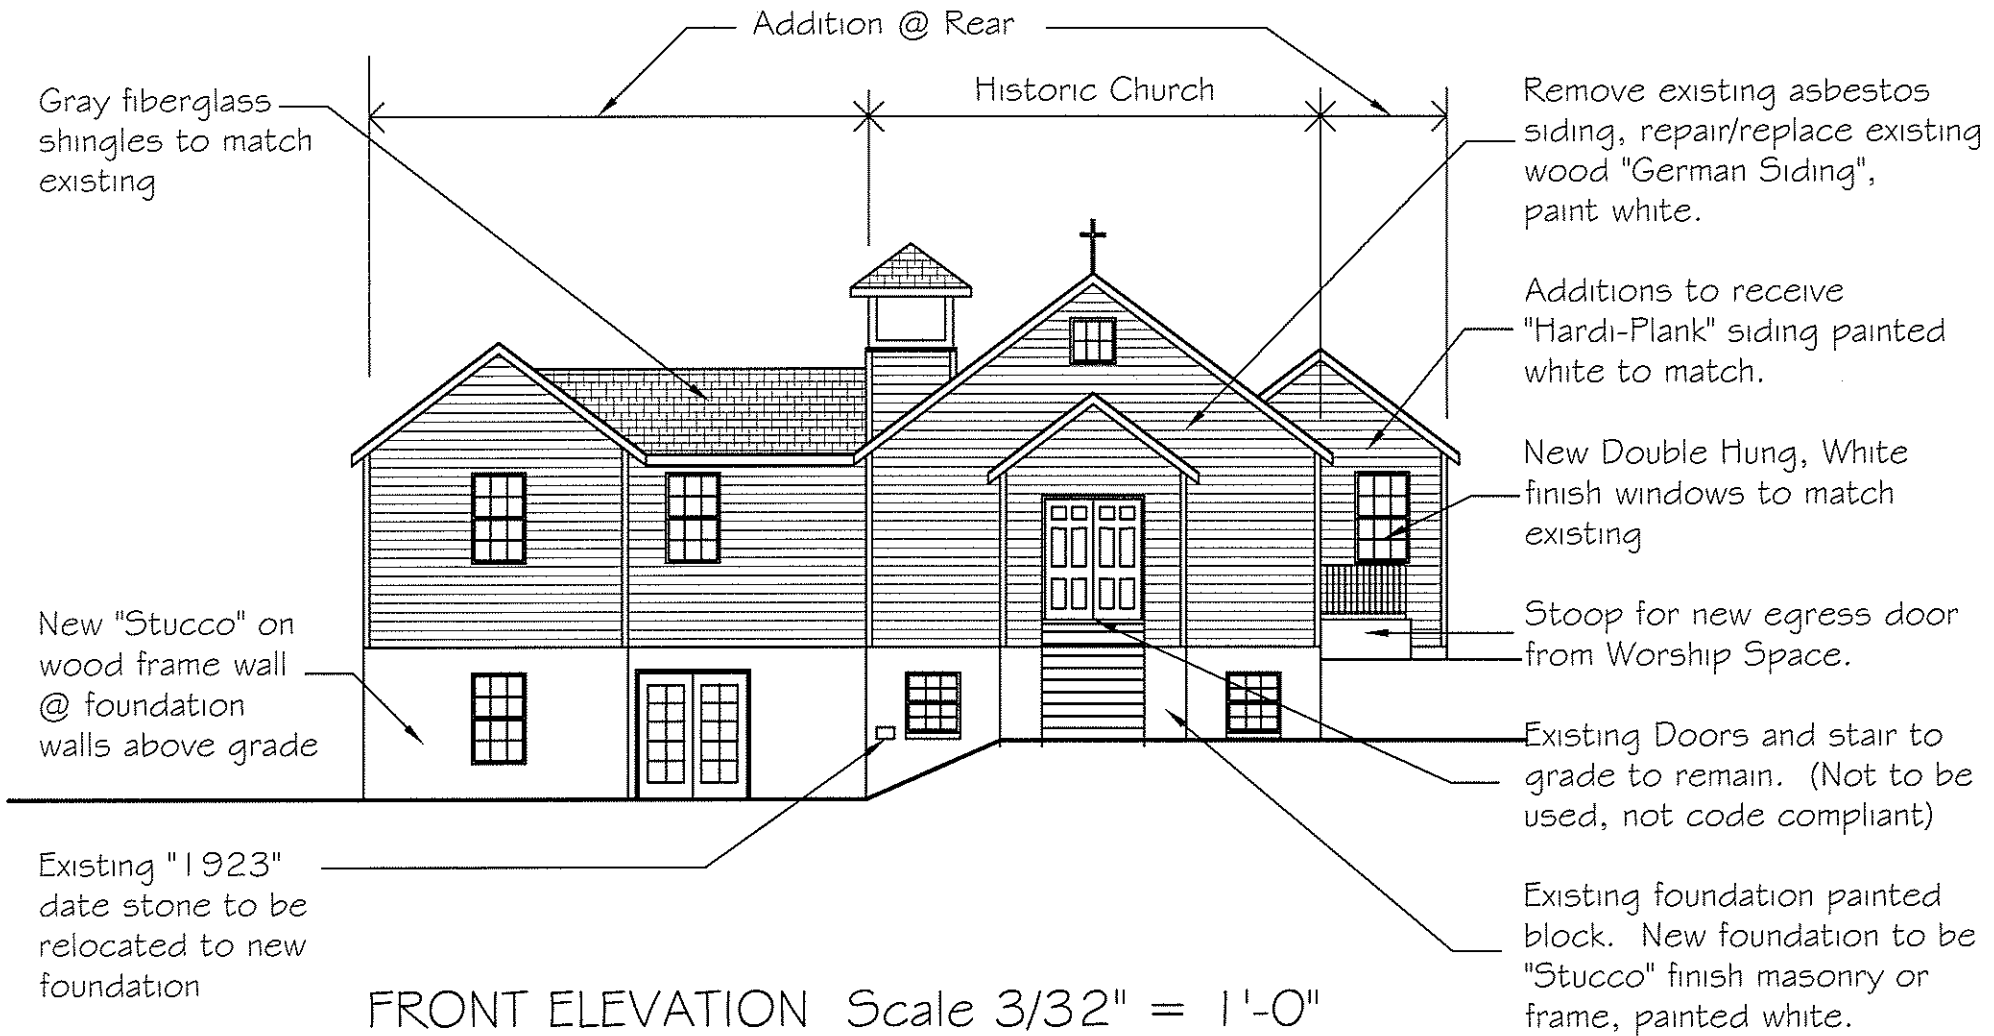 Addition @ Rear
Historic Church
Gray fiberglass
shingles to match
existing
New "Stucco" on
wood frame wall
@ foundation
walls above grade
Existing "1923"
date stone to be
relocated to new
foundation
Remove existing asbestos
siding, repair/replace existing
wood "German Siding",
paint white.
Additions to receive
"Hardi-Plank" siding painted
white to match.
New Double Hung, White
finish windows to match
existing
Stoop for new egress door
from Worship Space.
Existing Doors and stair to
grade to remain. (Not to be
used, not code compliant)
Existing foundation painted
block. New foundation to be
"Stucco" finish masonry or
frame, painted white.
FRONT ELEVATION Scale 3/32" = 1'-0"